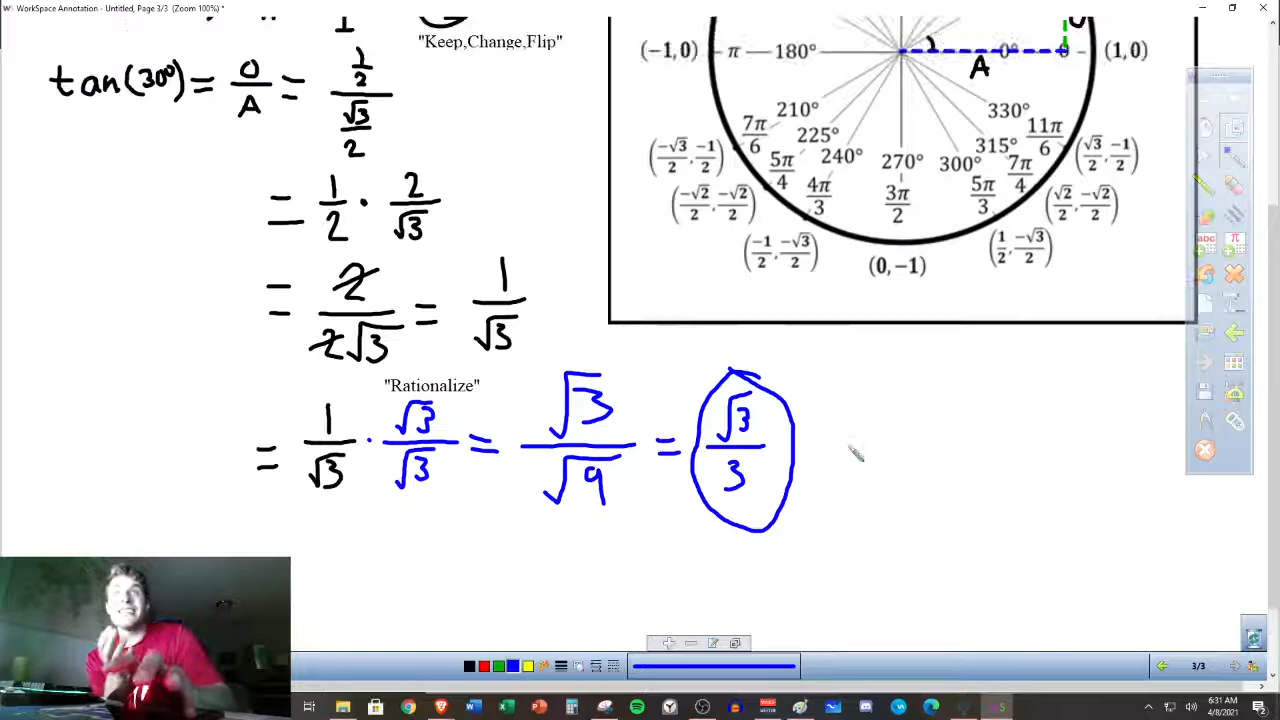 WorkSpace Annotation - Untitled, Page 3/3 (Zoom 100%) *
"Keep,Change,Flip"
tan(30°) = O/A = (1/2)/(√3/2)
= 1/2 · 2/√3
= 2/2√3 = 1/√3
"Rationalize"
= 1/√3 · √3/√3 = √3/√9 = √3/3
(−1,0) π 180° 0° (1,0)
A
210° 330°
7π/6 225° 315° 11π/6
(−√3/2, −1/2) 240° 270° 300° (√3/2, −1/2)
5π/4 7π/4
(−√2/2, −√2/2) 4π/3 3π/2 5π/3 (√2/2, −√2/2)
(−1/2, −√3/2) (1/2, −√3/2)
(0,−1)
abc π
3/3
6:31 AM
4/8/2021